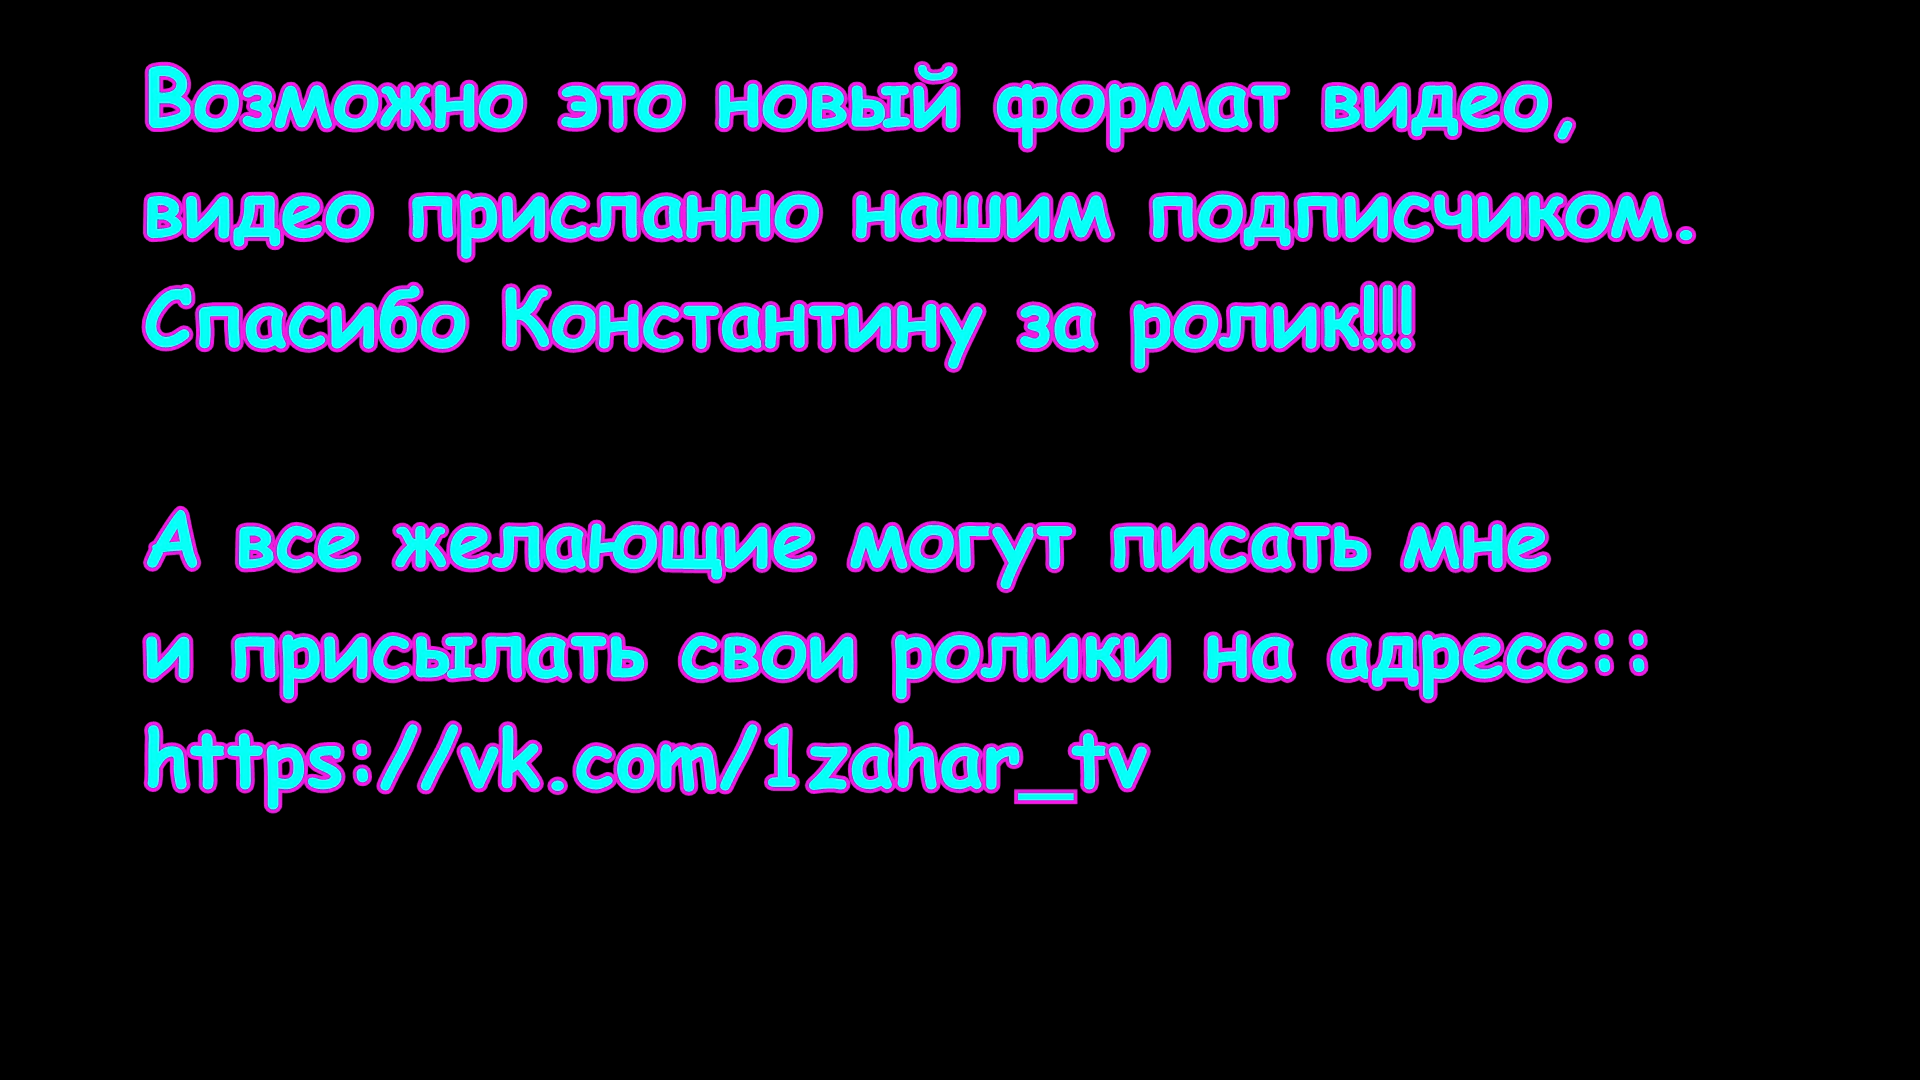 Возможно это новый формат видео,
видео присланно нашим подписчиком.
Спасибо Константину за ролик!!!
А все желающие могут писать мне
и присылать свои ролики на адресс::
https://vk.com/1zahar_tv